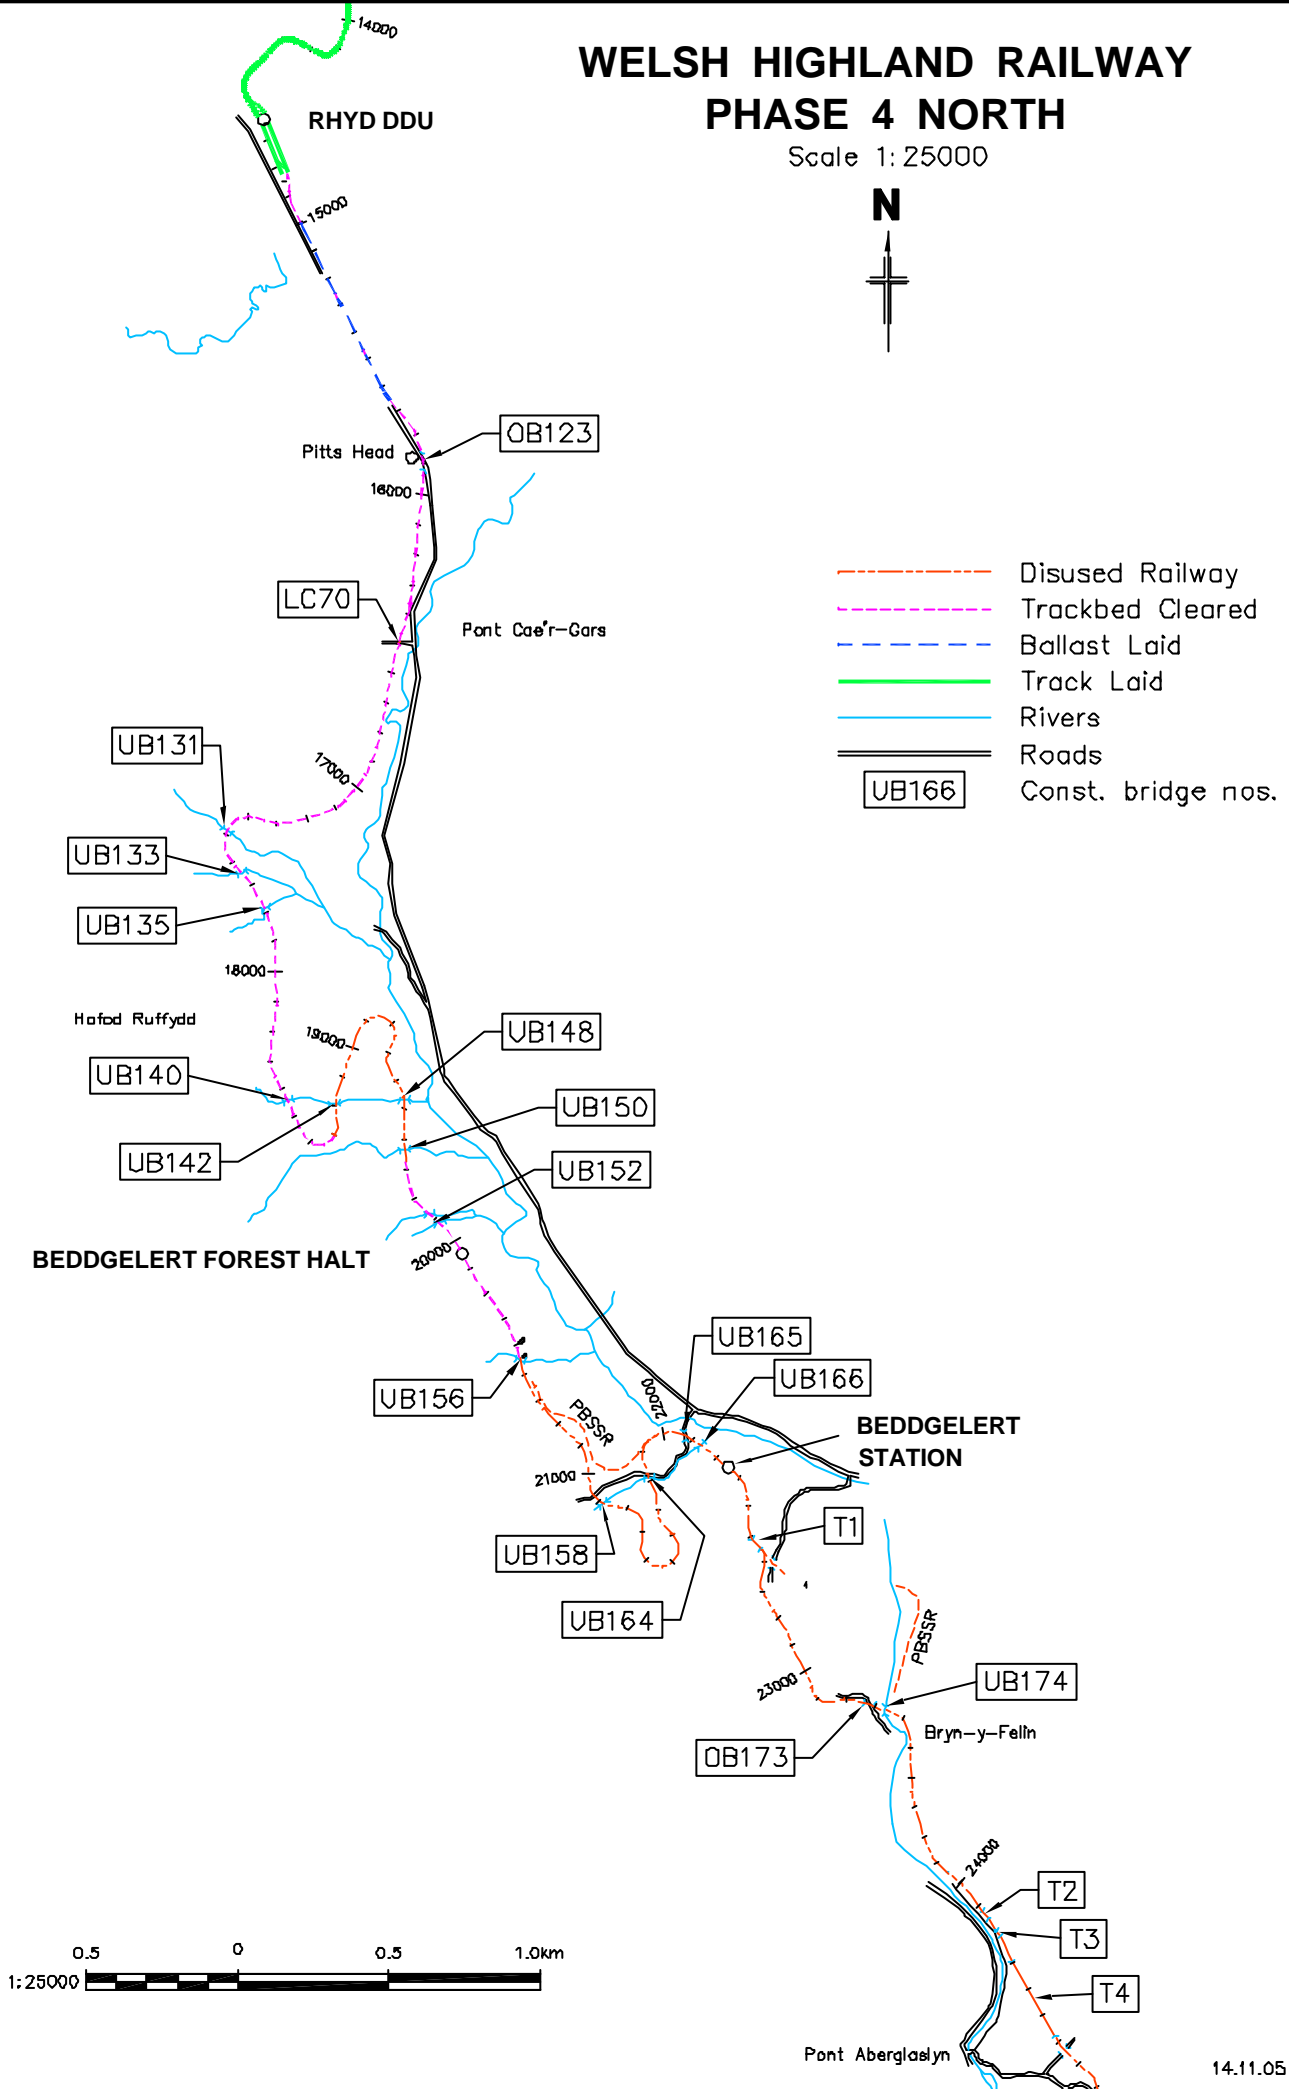 WELSH HIGHLAND RAILWAY
PHASE 4 NORTH
Scale 1:25000
N
14000
RHYD DDU
15000
OB123
Pitts Head
16000
LC70
Pont Cae'r-Gars
Disused Railway
Trackbed Cleared
Ballast Laid
Track Laid
Rivers
Roads
UB166
Const. bridge nos.
UB131
17000
UB133
UB135
18000
Hafod Ruffydd
19000
UB148
UB140
UB150
UB142
UB152
20000
BEDDGELERT FOREST HALT
UB165
UB166
UB156
PBSSR
22000
BEDDGELERT
STATION
21000
T1
UB158
UB164
PBSSR
23000
UB174
Bryn-y-Felin
OB173
24000
T2
T3
T4
0.5
0
0.5
1.0km
1:25000
Pont Aberglaslyn
14.11.05